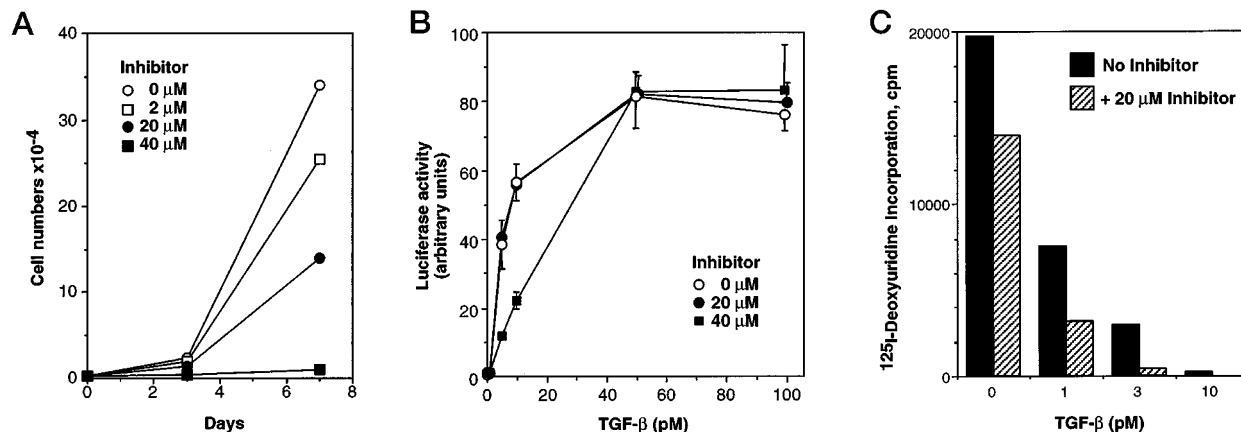 A
Cell numbers x10-4
40
30
20
10
0
Inhibitor
0 μM
2 μM
20 μM
40 μM
0 2 4 6 8
Days
B
Luciferase activity
(arbitrary units)
100
80
60
40
20
0
Inhibitor
0 μM
20 μM
40 μM
0 20 40 60 80 100
TGF-β (pM)
C
125I-Deoxyuridine Incorporation, cpm
20000
10000
0
No Inhibitor
+ 20 μM Inhibitor
0 1 3 10
TGF-β (pM)